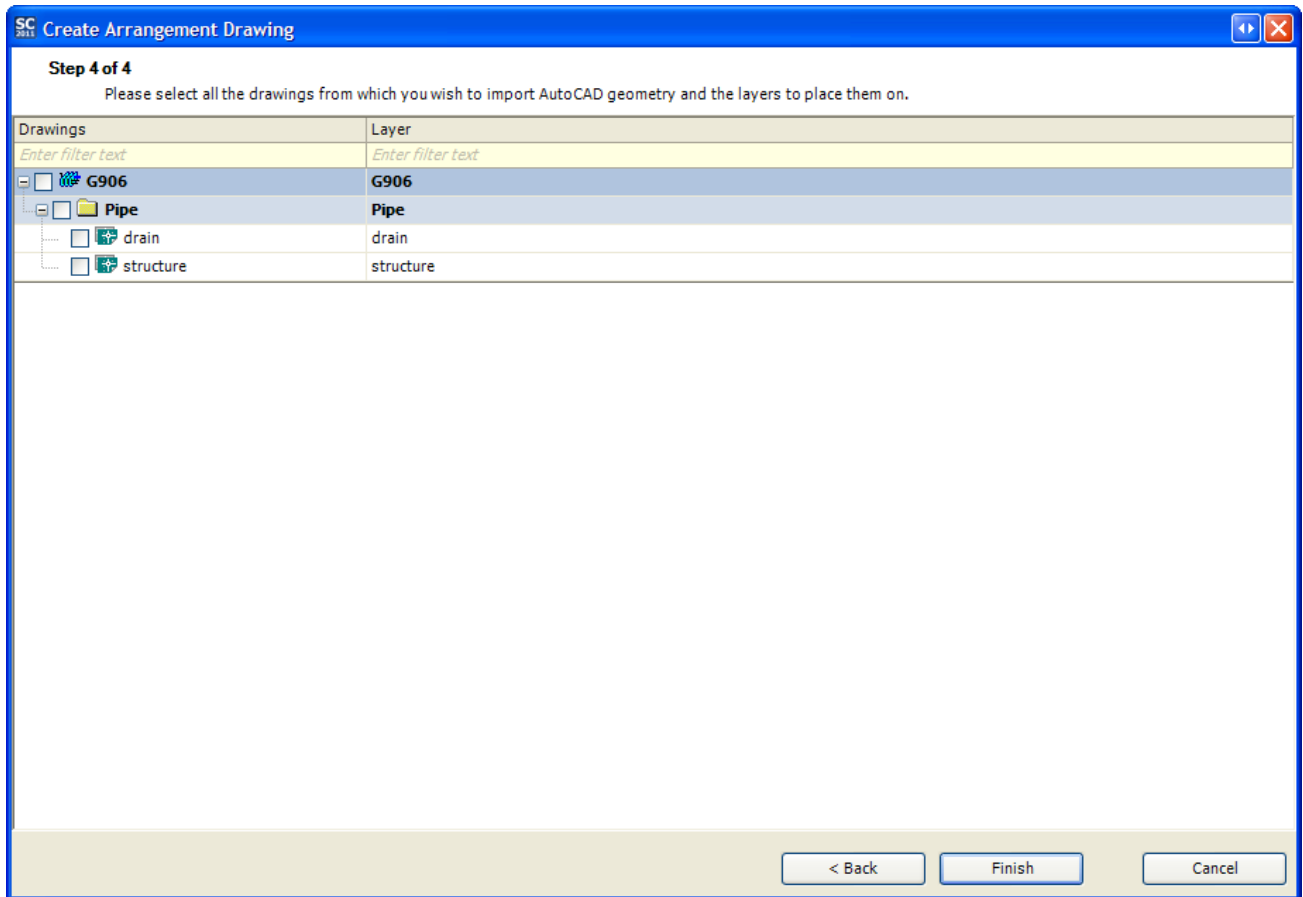 SC 2011 Create Arrangement Drawing
Step 4 of 4
Please select all the drawings from which you wish to import AutoCAD geometry and the layers to place them on.
Drawings Layer
Enter filter text Enter filter text
G906 G906
Pipe Pipe
drain drain
structure structure
< Back Finish Cancel